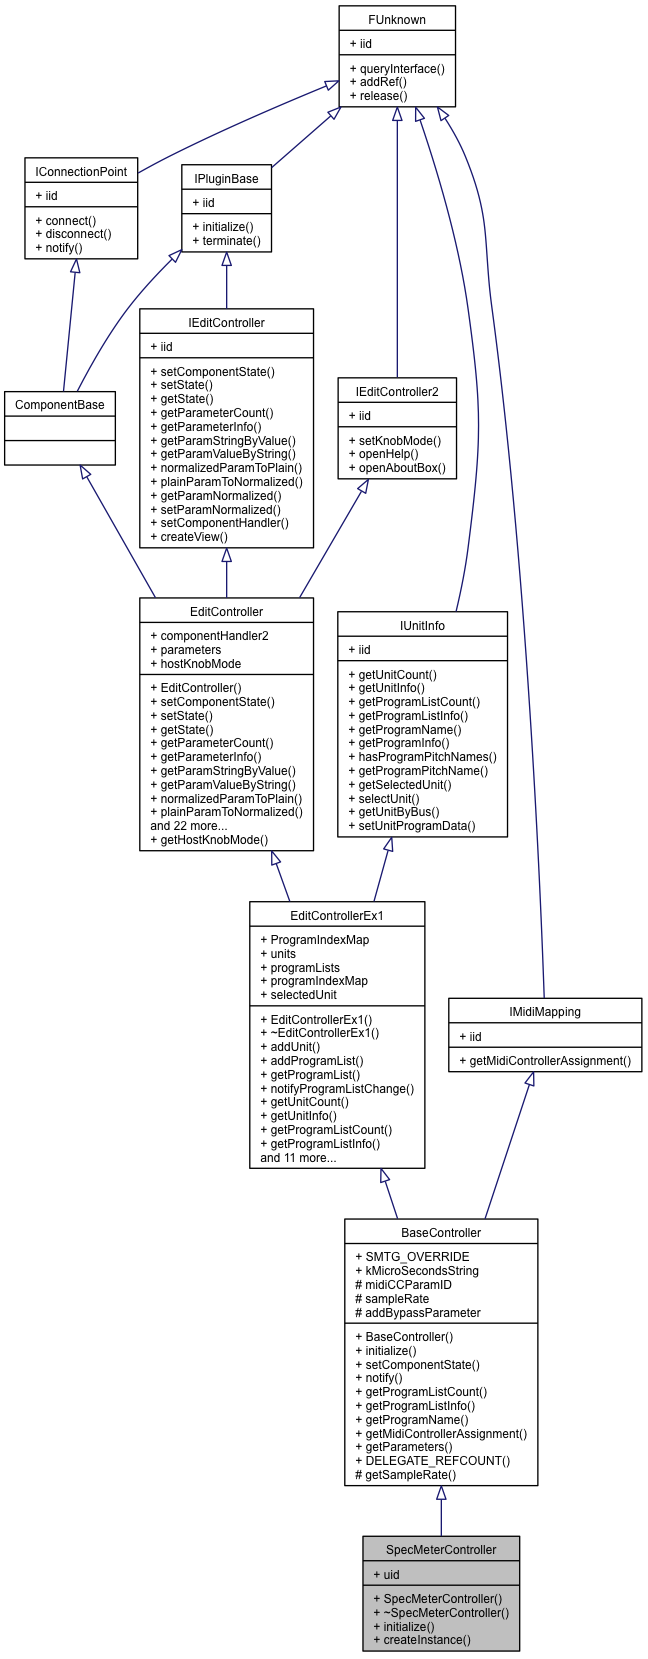 FUnknown
+ iid
+ queryInterface()
+ addRef()
+ release()
IConnectionPoint
+ iid
+ connect()
+ disconnect()
+ notify()
IPluginBase
+ iid
+ initialize()
+ terminate()
IEditController
+ iid
+ setComponentState()
+ setState()
+ getState()
+ getParameterCount()
+ getParameterInfo()
+ getParamStringByValue()
+ getParamValueByString()
+ normalizedParamToPlain()
+ plainParamToNormalized()
+ getParamNormalized()
+ setParamNormalized()
+ setComponentHandler()
+ createView()
IEditController2
+ iid
+ setKnobMode()
+ openHelp()
+ openAboutBox()
ComponentBase
EditController
+ componentHandler2
+ parameters
+ hostKnobMode
+ EditController()
+ setComponentState()
+ setState()
+ getState()
+ getParameterCount()
+ getParameterInfo()
+ getParamStringByValue()
+ getParamValueByString()
+ normalizedParamToPlain()
+ plainParamToNormalized()
and 22 more...
+ getHostKnobMode()
IUnitInfo
+ iid
+ getUnitCount()
+ getUnitInfo()
+ getProgramListCount()
+ getProgramListInfo()
+ getProgramName()
+ getProgramInfo()
+ hasProgramPitchNames()
+ getProgramPitchName()
+ getSelectedUnit()
+ selectUnit()
+ getUnitByBus()
+ setUnitProgramData()
EditControllerEx1
+ ProgramIndexMap
+ units
+ programLists
+ programIndexMap
+ selectedUnit
+ EditControllerEx1()
+ ~EditControllerEx1()
+ addUnit()
+ addProgramList()
+ getProgramList()
+ notifyProgramListChange()
+ getUnitCount()
+ getUnitInfo()
+ getProgramListCount()
+ getProgramListInfo()
and 11 more...
IMidiMapping
+ iid
+ getMidiControllerAssignment()
BaseController
+ SMTG_OVERRIDE
+ kMicroSecondsString
# midiCCParamID
# sampleRate
# addBypassParameter
+ BaseController()
+ initialize()
+ setComponentState()
+ notify()
+ getProgramListCount()
+ getProgramListInfo()
+ getProgramName()
+ getMidiControllerAssignment()
+ getParameters()
+ DELEGATE_REFCOUNT()
# getSampleRate()
SpecMeterController
+ uid
+ SpecMeterController()
+ ~SpecMeterController()
+ initialize()
+ createInstance()